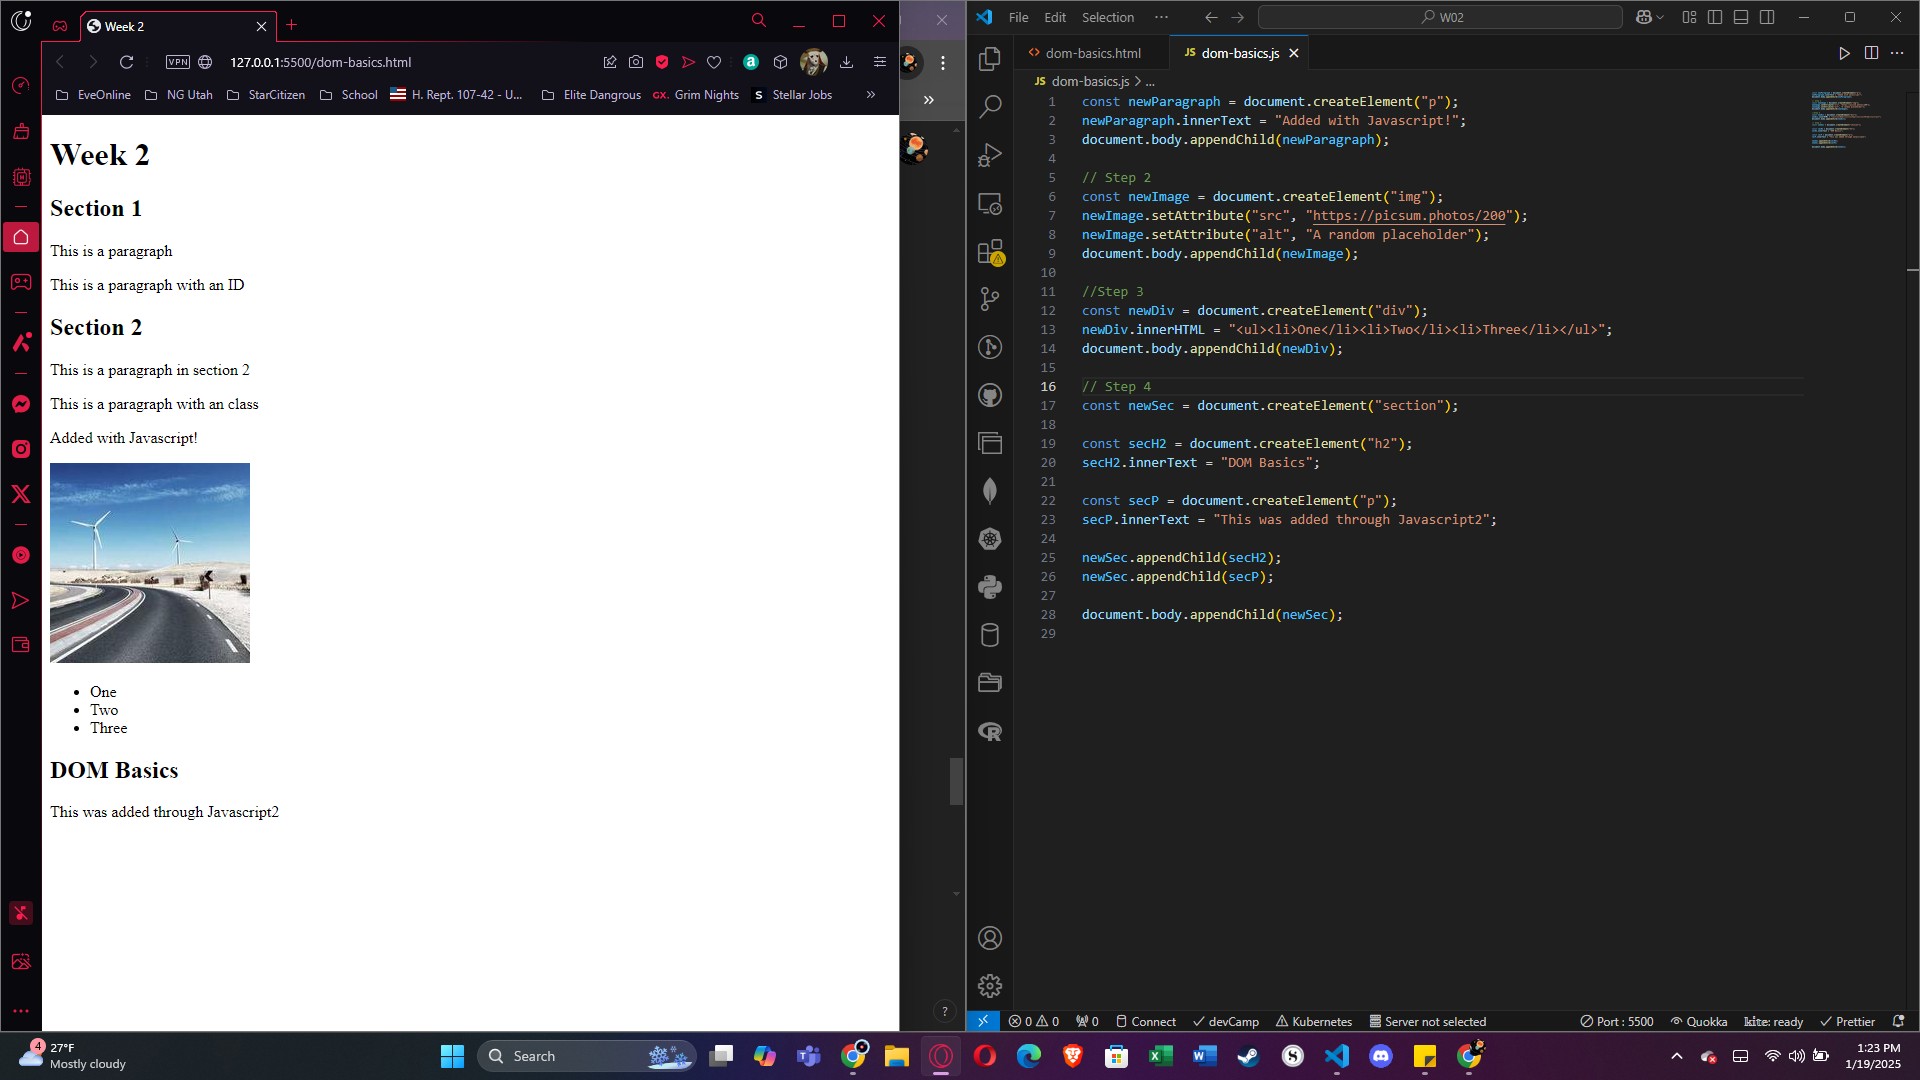 Week 2
VPN
127.0.0.1:5500/dom-basics.html
EveOnline
NG Utah
StarCitizen
School
H. Rept. 107-42 - U...
Elite Dangrous
GX. Grim Nights
S Stellar Jobs
Week 2
Section 1
This is a paragraph
This is a paragraph with an ID
Section 2
This is a paragraph in section 2
This is a paragraph with an class
Added with Javascript!
One
Two
Three
DOM Basics
This was added through Javascript2
File Edit Selection ···
W02
dom-basics.html
JS dom-basics.js
JS dom-basics.js > ...
1 const newParagraph = document.createElement("p");
2 newParagraph.innerText = "Added with Javascript!";
3 document.body.appendChild(newParagraph);
4
5 // Step 2
6 const newImage = document.createElement("img");
7 newImage.setAttribute("src", "https://picsum.photos/200");
8 newImage.setAttribute("alt", "A random placeholder");
9 document.body.appendChild(newImage);
10
11 //Step 3
12 const newDiv = document.createElement("div");
13 newDiv.innerHTML = "<ul><li>One</li><li>Two</li><li>Three</li></ul>";
14 document.body.appendChild(newDiv);
15
16 // Step 4
17 const newSec = document.createElement("section");
18
19 const secH2 = document.createElement("h2");
20 secH2.innerText = "DOM Basics";
21
22 const secP = document.createElement("p");
23 secP.innerText = "This was added through Javascript2";
24
25 newSec.appendChild(secH2);
26 newSec.appendChild(secP);
27
28 document.body.appendChild(newSec);
29
0 0 0 Connect devCamp Kubernetes Server not selected Port : 5500 Quokka kite: ready Prettier
4
27°F
Mostly cloudy
Search
1:23 PM
1/19/2025